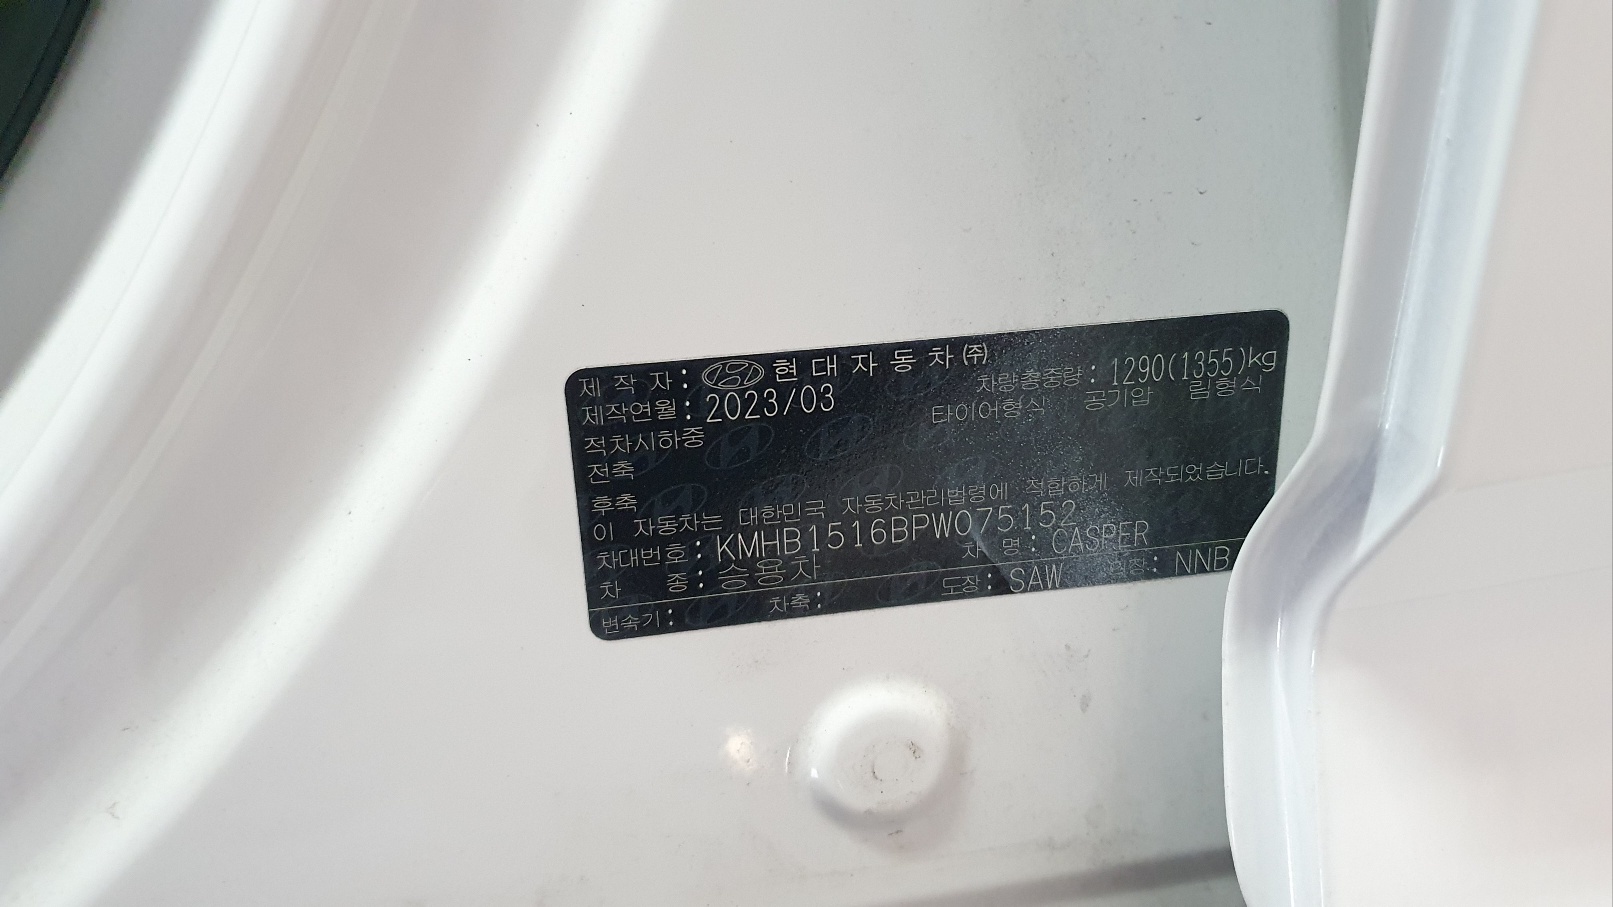 제 작 자 : 현 대 자 동 차 ㈜
제작연월 : 2023/03 차량총중량 : 1290(1355)kg
적차시하중 타이어형식 공기압 림형식
전축
후축
이 자동차는 대한민국 자동차관리법령에 적합하게 제작되었습니다.
차대번호 : KMHB1516BPW075152
차 종 : 승용차 차 명 : CASPER
변속기 : 차축 : 도장 : SAW 내장 : NNB